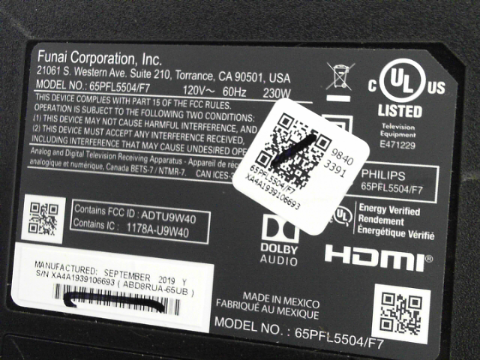 Funai Corporation, Inc.
21061 S. Western Ave. Suite 210, Torrance, CA 90501, USA
MODEL NO.: 65PFL5504/F7 120V~ 60Hz 230W
THIS DEVICE COMPLIES WITH PART 15 OF THE FCC RULES.
OPERATION IS SUBJECT TO THE FOLLOWING TWO CONDITIONS:
(1) THIS DEVICE MAY NOT CAUSE HARMFUL INTERFERENCE, AND
(2) THIS DEVICE MUST ACCEPT ANY INTERFERENCE RECEIVED,
INCLUDING INTERFERENCE THAT MAY CAUSE UNDESIRED
Analog and Digital Television Receiving Apparatus - Appareil de
analogique et numérique, Canada BETS-7 / NTMR-7. CAN ICES-
C UL US
LISTED
Television
Equipment
E471229
9840
3391
65PFL5504/F7
XA4A1939106693
PHILIPS
65PFL5504/F7
Contains FCC ID : ADTU9W40
Contains IC : 1178A-U9W40
UL
Energy Verified
Rendement
Énergétique Vérifié
DOLBY
AUDIO
HDMI
MANUFACTURED: SEPTEMBER 2019 Y
S/N XA4A1939106693 ( ABD8RUA-65UB )
MADE IN MEXICO
FABRIQUÉ AU MEXIQUE
MODEL NO.: 65PFL5504/F7